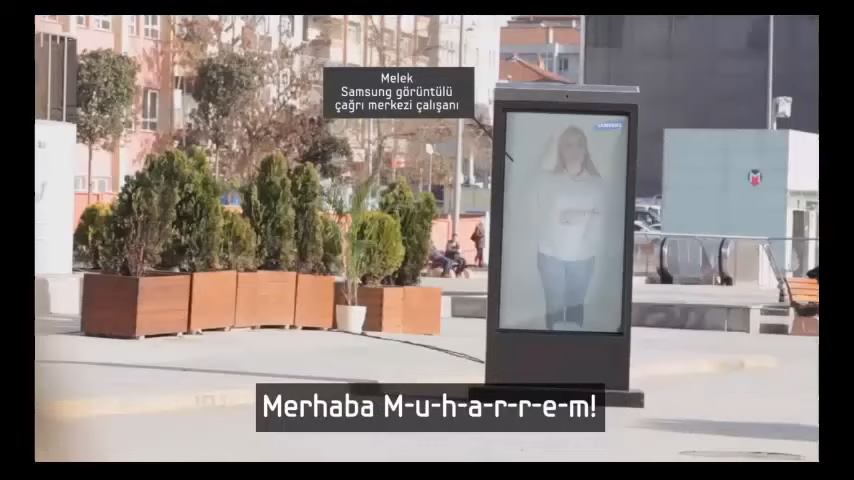 Melek
Samsung görüntülü
çağrı merkezi çalışanı
SAMSUNG
Merhaba M-u-h-a-r-r-e-m!